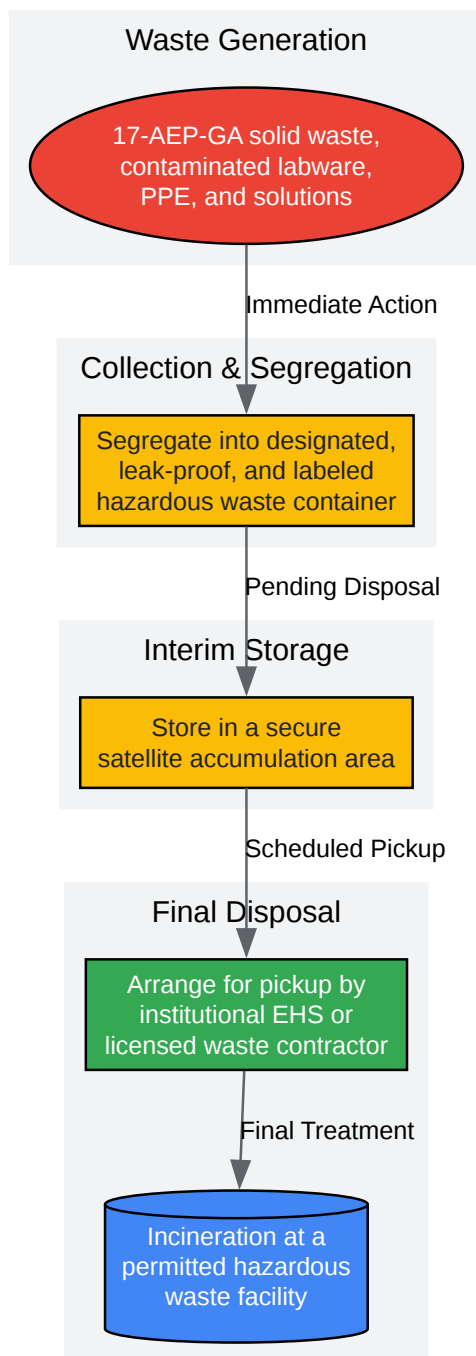 Waste Generation
17-AEP-GA solid waste,
contaminated labware,
PPE, and solutions
Immediate Action
Collection & Segregation
Segregate into designated,
leak-proof, and labeled
hazardous waste container
Pending Disposal
Interim Storage
Store in a secure
satellite accumulation area
Scheduled Pickup
Final Disposal
Arrange for pickup by
institutional EHS or
licensed waste contractor
Final Treatment
Incineration at a
permitted hazardous
waste facility